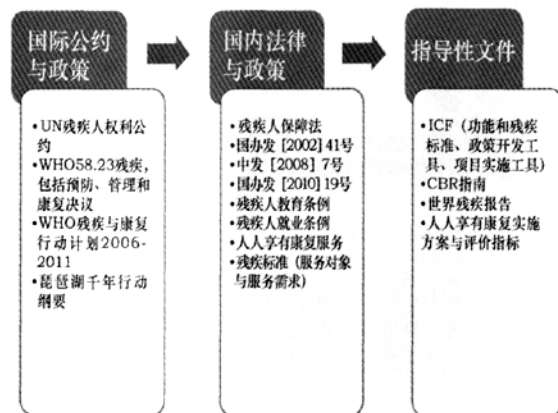 国际公约
与政策
•UN残疾人权利公
约
•WHO58.23残疾，
包括预防、管理和
康复决议
•WHO残疾与康复
行动计划2006-
2011
•琵琶湖千年行动
纲要
国内法律
与政策
•残疾人保障法
•国办发 [2002] 41号
•中发 [2008] 7号
•国办发 [2010] 19号
•残疾人教育条例
•残疾人就业条例
•人人享有康复服务
•残疾标准（服务对象
与服务需求）
指导性文件
•ICF（功能和残疾
标准、政策开发工
具、项目实施工具）
•CBR指南
•世界残疾报告
•人人享有康复实施
方案与评价指标